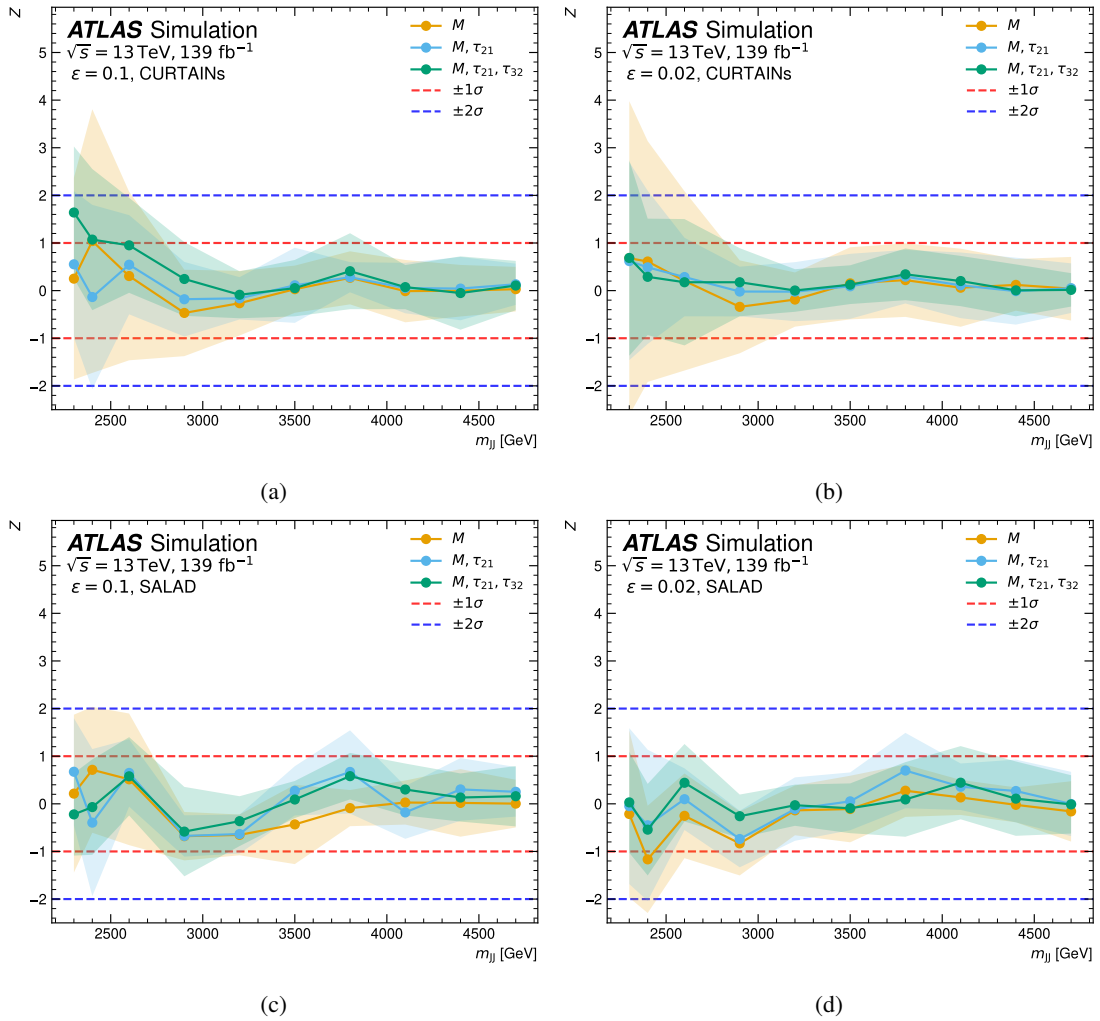 Z
ATLAS Simulation
√s = 13 TeV, 139 fb⁻¹
ε = 0.1, CURTAINs
M
M, τ21
M, τ21, τ32
±1σ
±2σ
5
4
3
2
1
0
−1
−2
2500 3000 3500 4000 4500
mJJ [GeV]
(a)
Z
ATLAS Simulation
√s = 13 TeV, 139 fb⁻¹
ε = 0.02, CURTAINs
M
M, τ21
M, τ21, τ32
±1σ
±2σ
5
4
3
2
1
0
−1
−2
2500 3000 3500 4000 4500
mJJ [GeV]
(b)
Z
ATLAS Simulation
√s = 13 TeV, 139 fb⁻¹
ε = 0.1, SALAD
M
M, τ21
M, τ21, τ32
±1σ
±2σ
5
4
3
2
1
0
−1
−2
2500 3000 3500 4000 4500
mJJ [GeV]
(c)
Z
ATLAS Simulation
√s = 13 TeV, 139 fb⁻¹
ε = 0.02, SALAD
M
M, τ21
M, τ21, τ32
±1σ
±2σ
5
4
3
2
1
0
−1
−2
2500 3000 3500 4000 4500
mJJ [GeV]
(d)